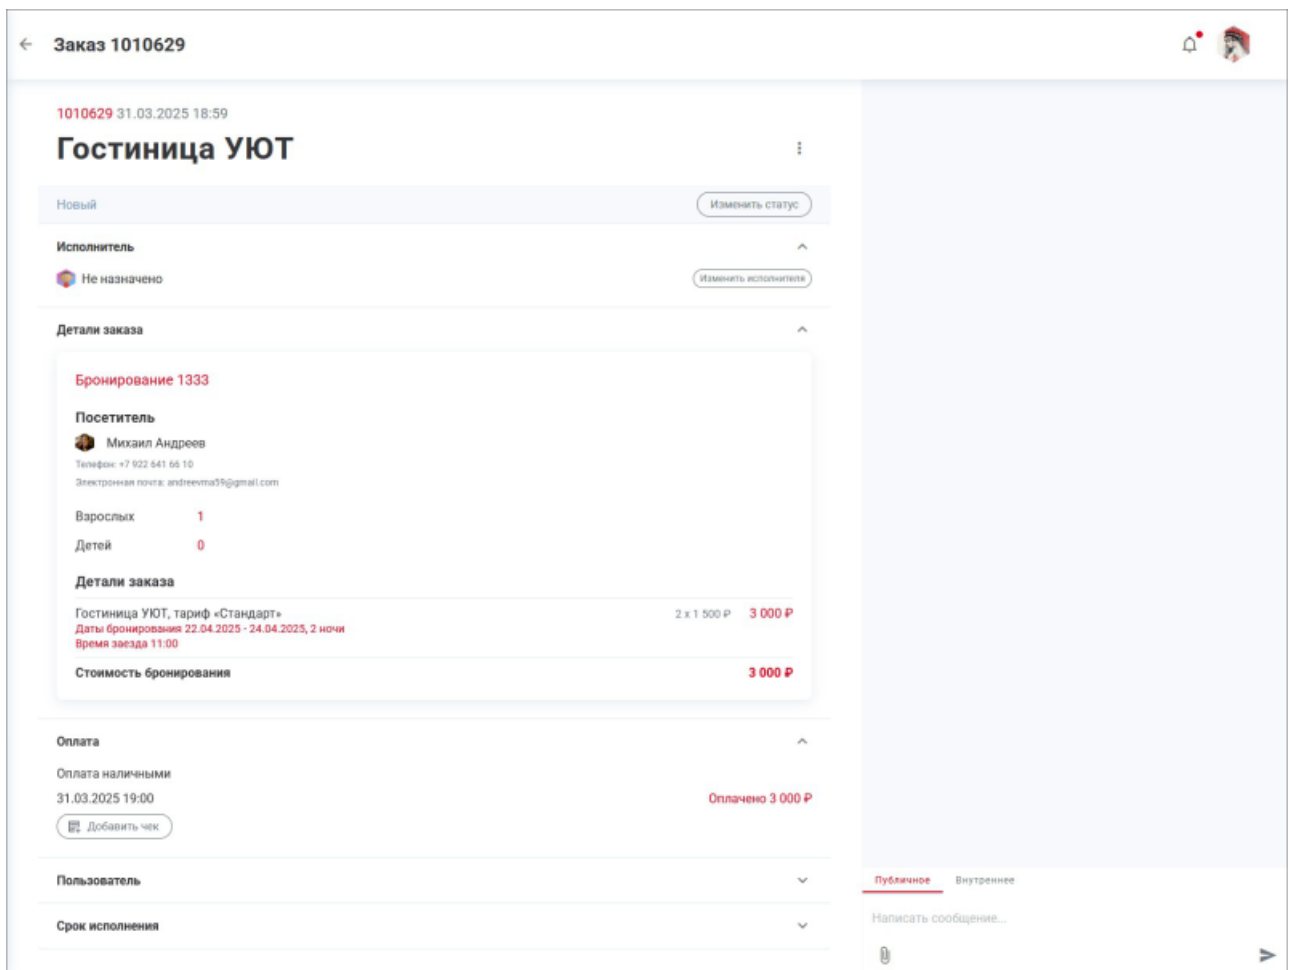 Заказ 1010629
1010629 31.03.2025 18:59
Гостиница УЮТ
Новый
Изменить статус
Исполнитель
Не назначено
Изменить исполнителя
Детали заказа
Бронирование 1333
Посетитель
Михаил Андреев
Телефон: +7 922 641 66 10
Электронная почта: andreevma59@gmail.com
Взрослых 1
Детей 0
Детали заказа
Гостиница УЮТ, тариф «Стандарт» 2 x 1 500 ₽ 3 000 ₽
Даты бронирования 22.04.2025 - 24.04.2025, 2 ночи
Время заезда 11:00
Стоимость бронирования 3 000 ₽
Оплата
Оплата наличными
31.03.2025 19:00 Оплачено 3 000 ₽
Добавить чек
Пользователь
Срок исполнения
Публичное Внутреннее
Написать сообщение...